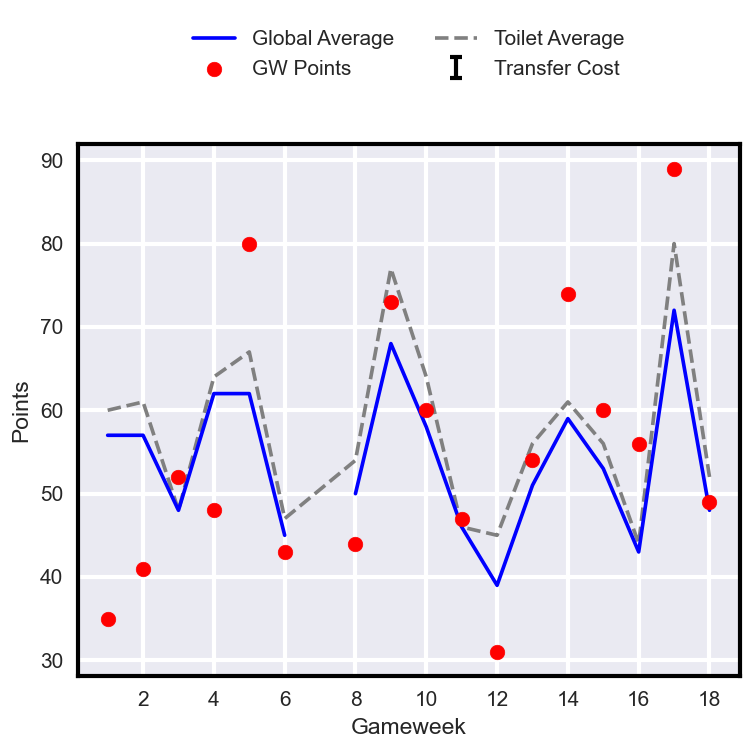 Global Average
GW Points
Toilet Average
Transfer Cost
Points
90
80
70
60
50
40
30
2 4 6 8 10 12 14 16 18
Gameweek